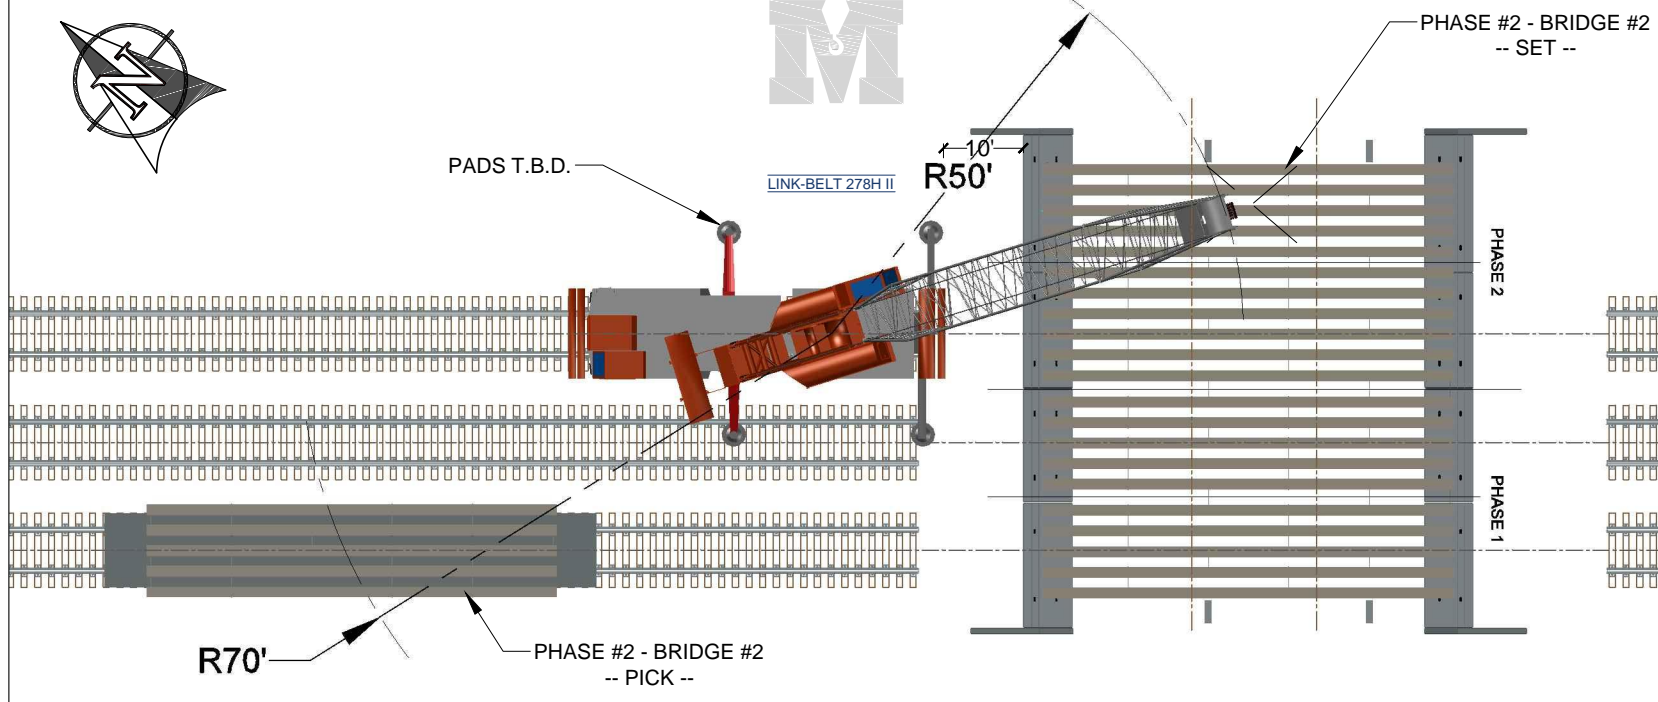 N
M
PHASE #2 - BRIDGE #2
-- SET --
10'
PADS T.B.D.
LINK-BELT 278H II
R50'
PHASE 2
PHASE 1
R70'
PHASE #2 - BRIDGE #2
-- PICK --